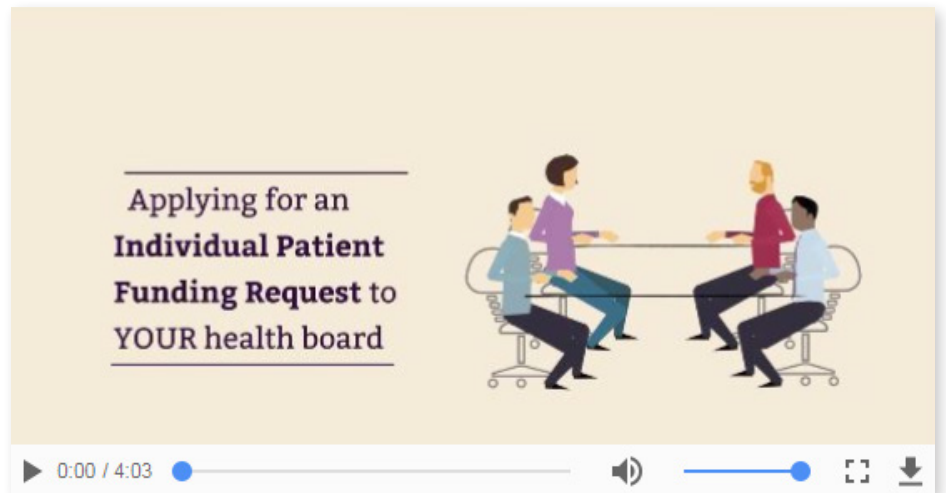 Applying for an
Individual Patient
Funding Request to
YOUR health board
0:00 / 4:03